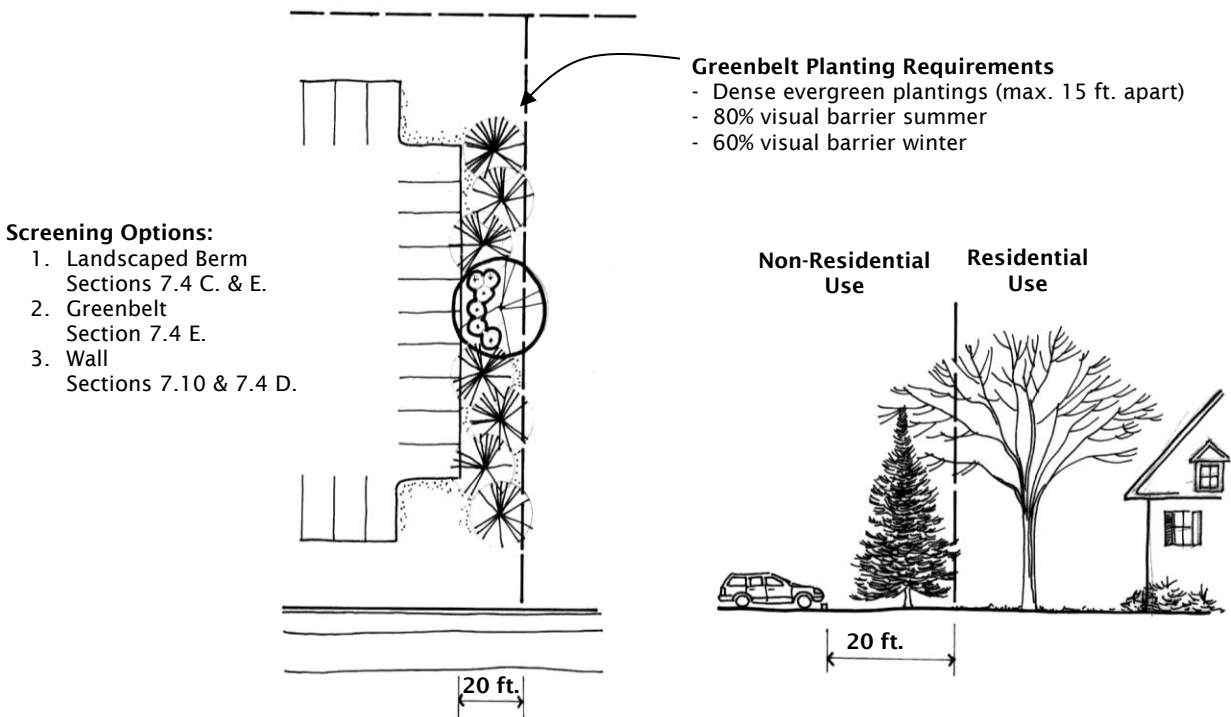 Greenbelt Planting Requirements
- Dense evergreen plantings (max. 15 ft. apart)
- 80% visual barrier summer
- 60% visual barrier winter
Screening Options:
1. Landscaped Berm
Sections 7.4 C. & E.
2. Greenbelt
Section 7.4 E.
3. Wall
Sections 7.10 & 7.4 D.
Non-Residential
Use
Residential
Use
20 ft.
20 ft.